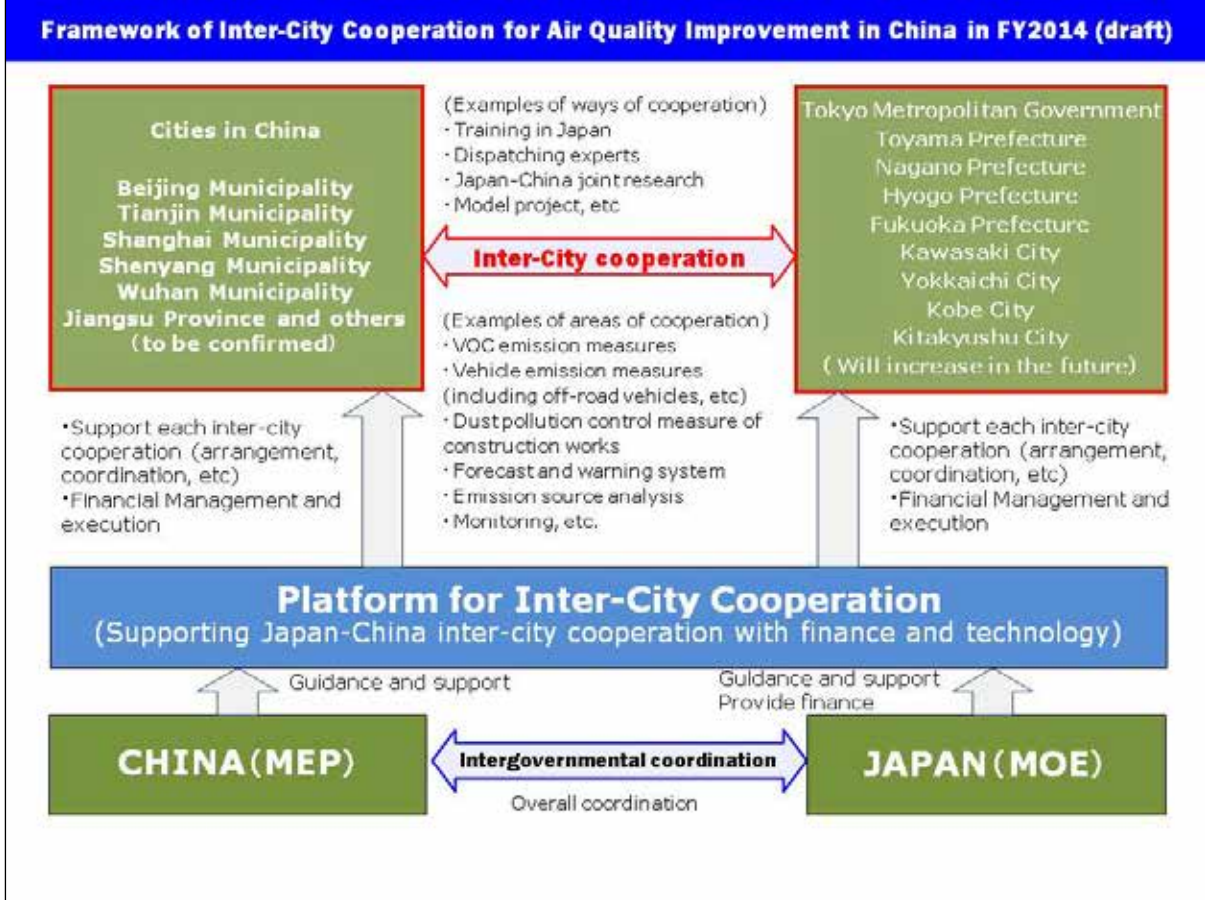 Framework of Inter-City Cooperation for Air Quality Improvement in China in FY2014 (draft)
Cities in China
Beijing Municipality
Tianjin Municipality
Shanghai Municipality
Shenyang Municipality
Wuhan Municipality
Jiangsu Province and others
(to be confirmed)
(Examples of ways of cooperation)
・Training in Japan
・Dispatching experts
・Japan-China joint research
・Model project, etc
Inter-City cooperation
(Examples of areas of cooperation)
・VOC emission measures
・Vehicle emission measures
(including off-road vehicles, etc)
・Dust pollution control measure of
construction works
・Forecast and warning system
・Emission source analysis
・Monitoring, etc.
Tokyo Metropolitan Government
Toyama Prefecture
Nagano Prefecture
Hyogo Prefecture
Fukuoka Prefecture
Kawasaki City
Yokkaichi City
Kobe City
Kitakyushu City
( Will increase in the future)
•Support each inter-city
cooperation (arrangement,
coordination, etc)
•Financial Management and
execution
•Support each inter-city
cooperation (arrangement,
coordination, etc)
•Financial Management and
execution
Platform for Inter-City Cooperation
(Supporting Japan-China inter-city cooperation with finance and technology)
Guidance and support
Guidance and support
Provide finance
CHINA(MEP)
Intergovernmental coordination
Overall coordination
JAPAN(MOE)